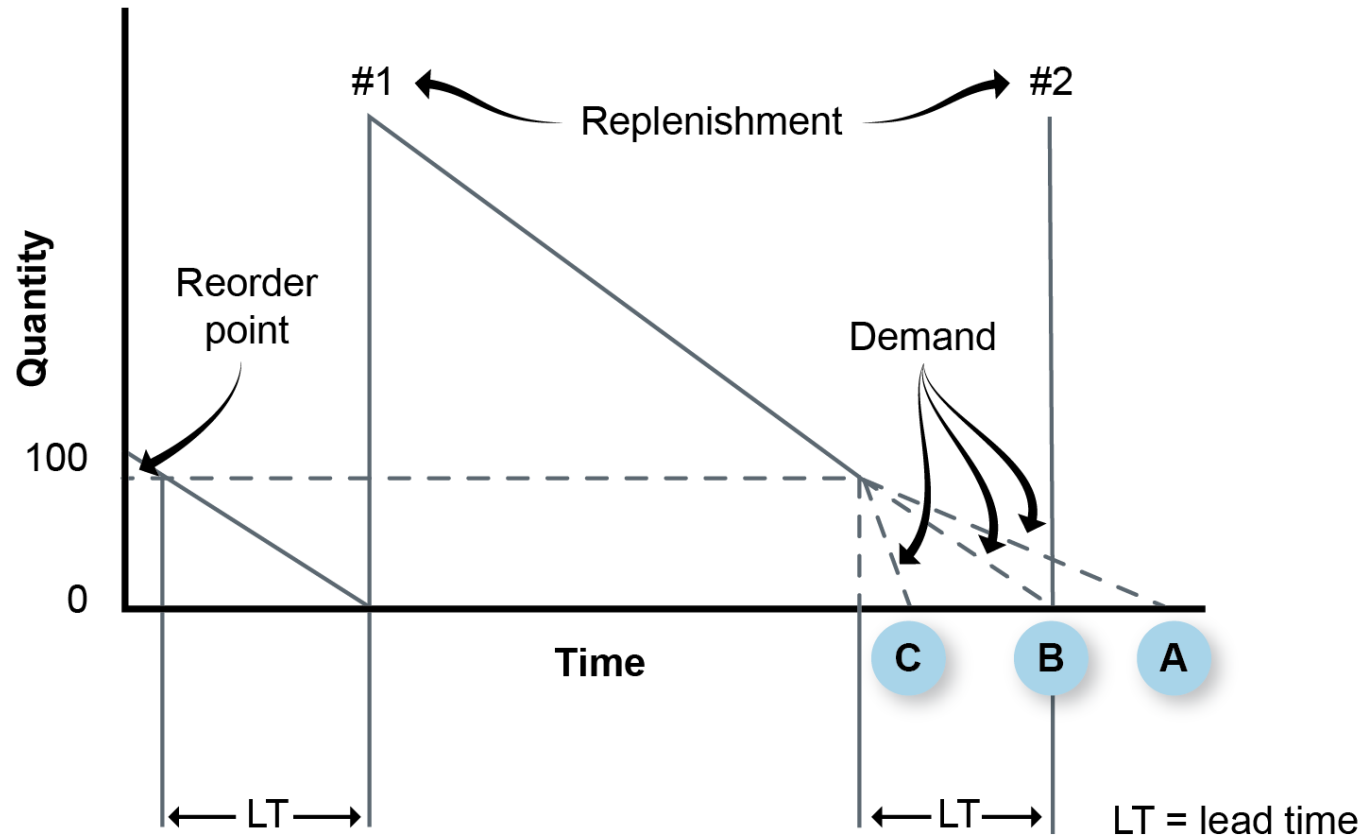 #1
#2
Replenishment
Quantity
Reorder
point
Demand
100
0
Time
C
B
A
LT
LT
LT = lead time